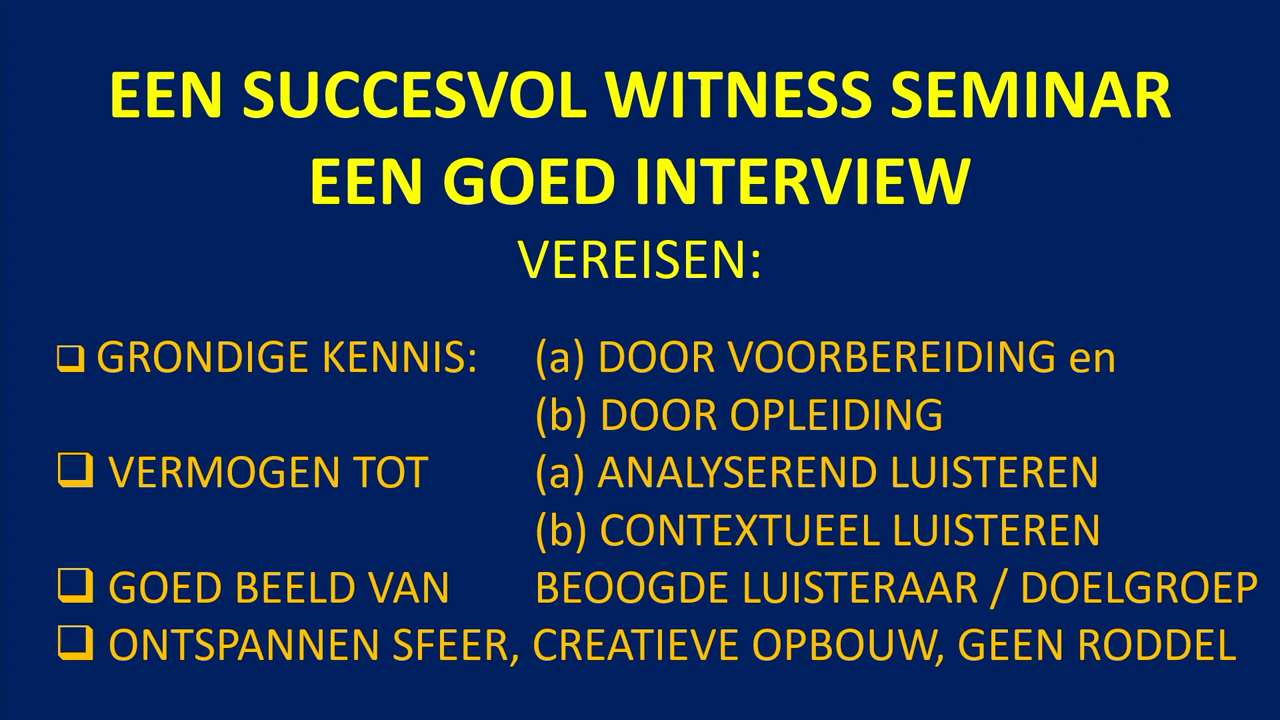 EEN SUCCESVOL WITNESS SEMINAR
EEN GOED INTERVIEW
VEREISEN:
❑ GRONDIGE KENNIS: (a) DOOR VOORBEREIDING en
(b) DOOR OPLEIDING
❑ VERMOGEN TOT (a) ANALYSEREND LUISTEREN
(b) CONTEXTUEEL LUISTEREN
❑ GOED BEELD VAN BEOOGDE LUISTERAAR / DOELGROEP
❑ ONTSPANNEN SFEER, CREATIEVE OPBOUW, GEEN RODDEL